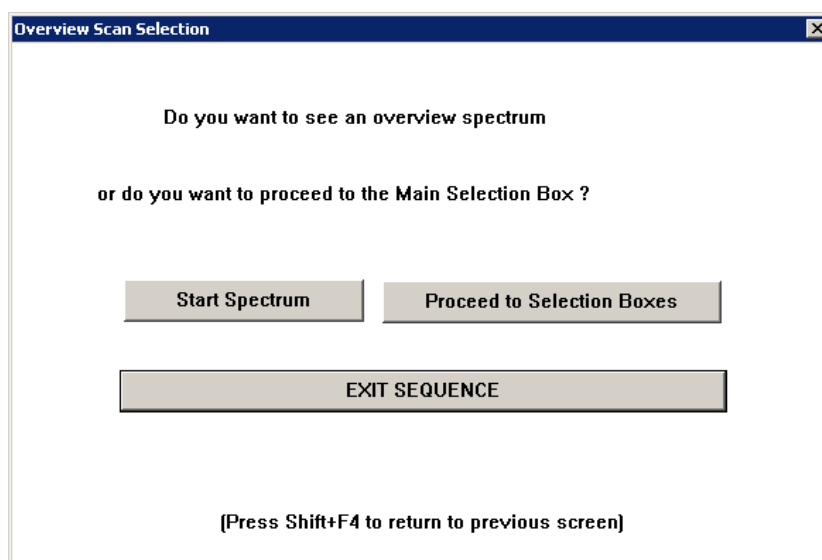 Overview Scan Selection
Do you want to see an overview spectrum
or do you want to proceed to the Main Selection Box ?
Start Spectrum
Proceed to Selection Boxes
EXIT SEQUENCE
(Press Shift+F4 to return to previous screen)